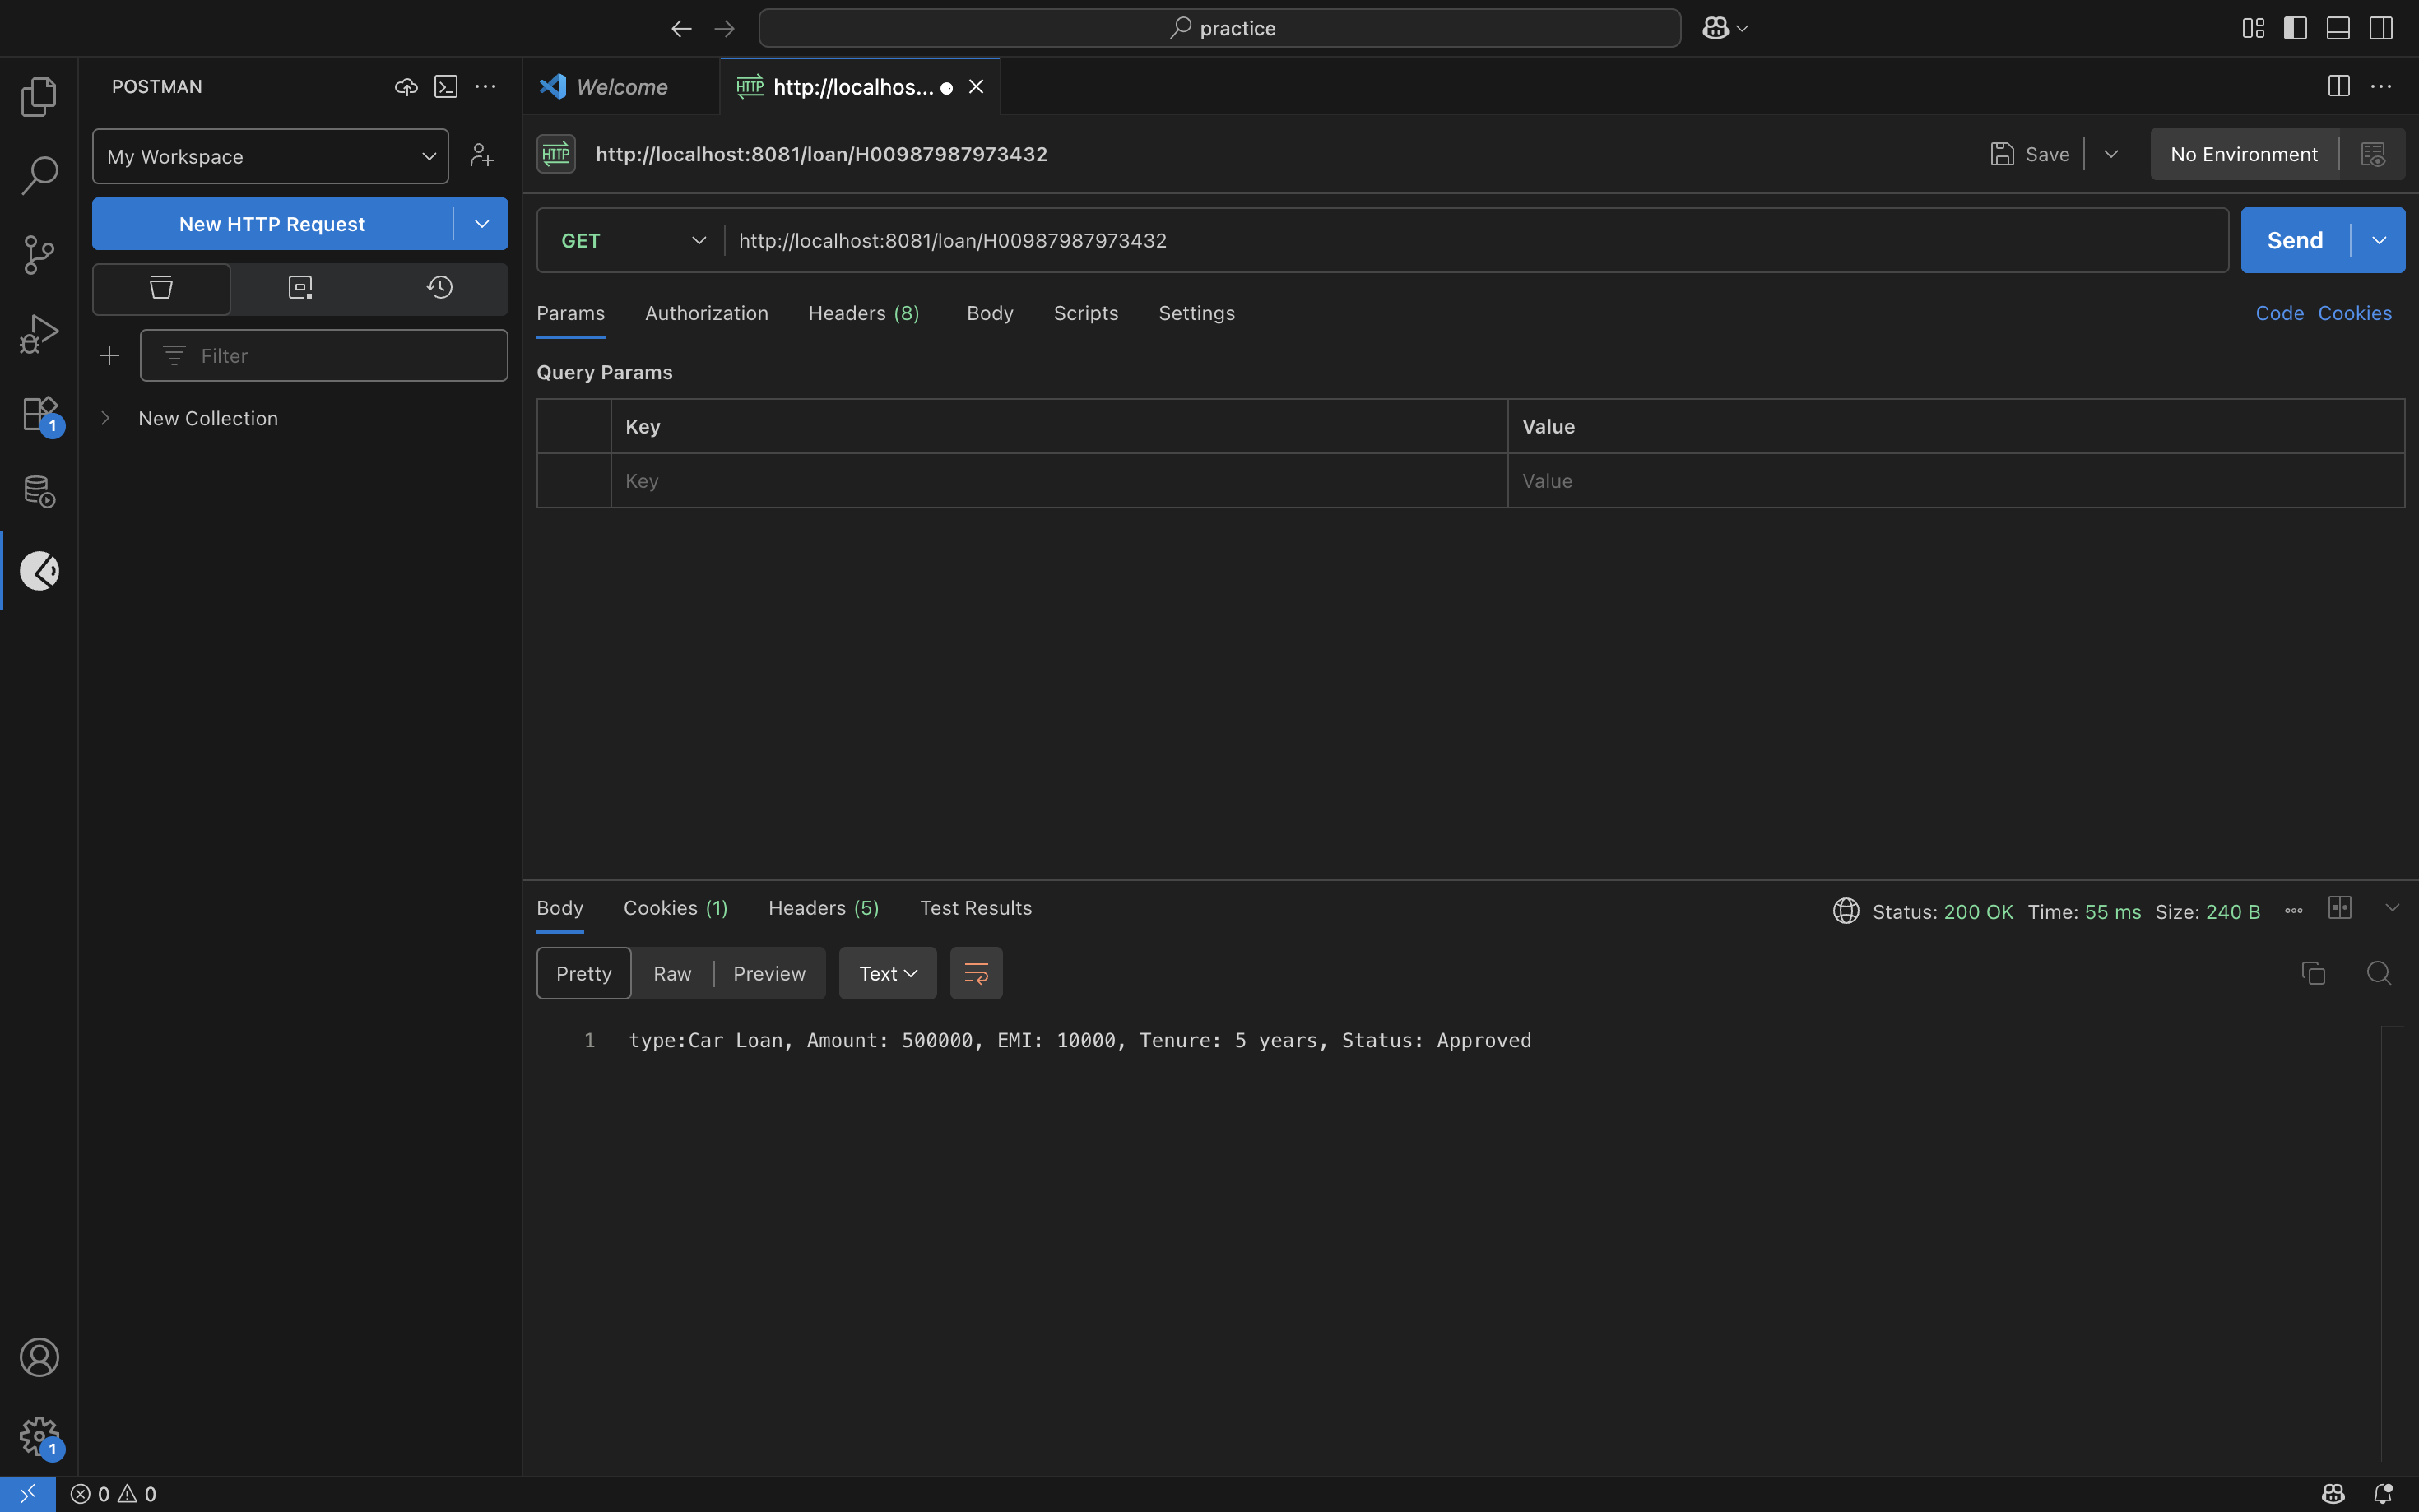 practice
POSTMAN
Welcome
HTTP http://localhos...
My Workspace
HTTP http://localhost:8081/loan/H00987987973432
Save
No Environment
New HTTP Request
GET http://localhost:8081/loan/H00987987973432
Send
Params Authorization Headers (8) Body Scripts Settings
Code Cookies
Filter
Query Params
New Collection
1
Key Value
Key Value
Body Cookies (1) Headers (5) Test Results
Status: 200 OK Time: 55 ms Size: 240 B
Pretty Raw Preview Text
1 type:Car Loan, Amount: 500000, EMI: 10000, Tenure: 5 years, Status: Approved
1
0 0